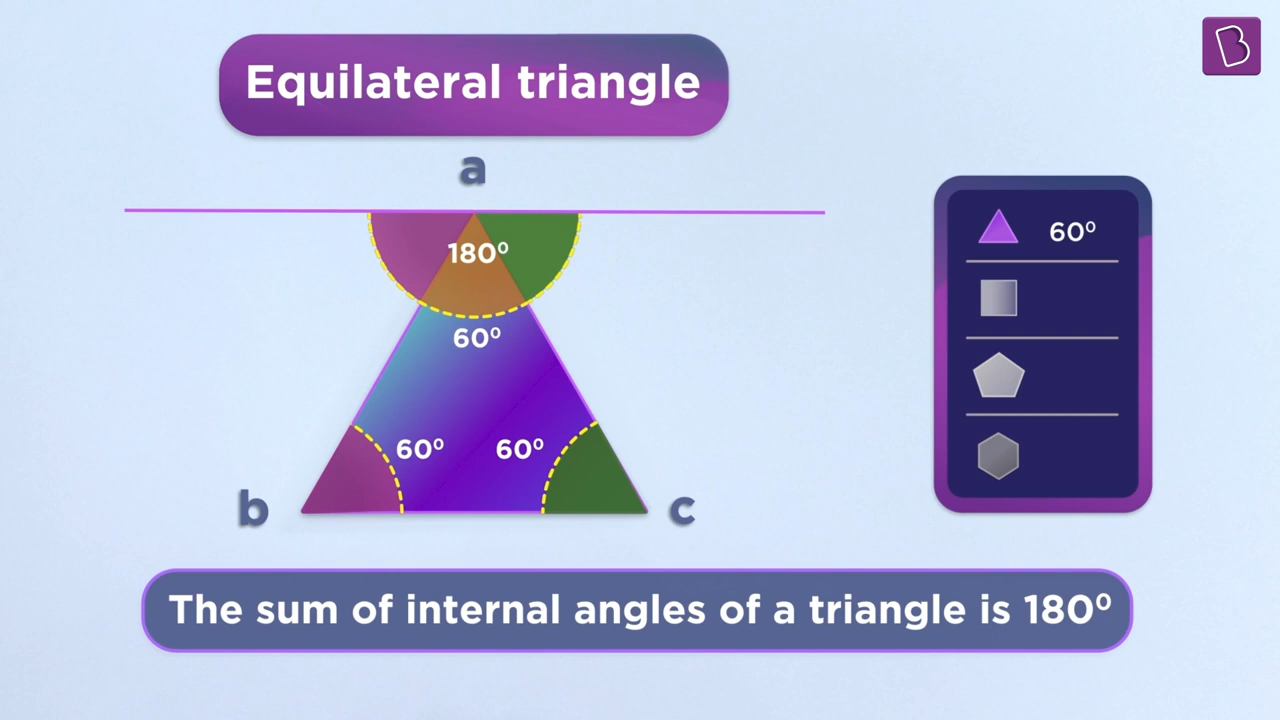 Equilateral triangle
B
a
180⁰
60⁰
60⁰
60⁰
60⁰
b
c
The sum of internal angles of a triangle is 180⁰